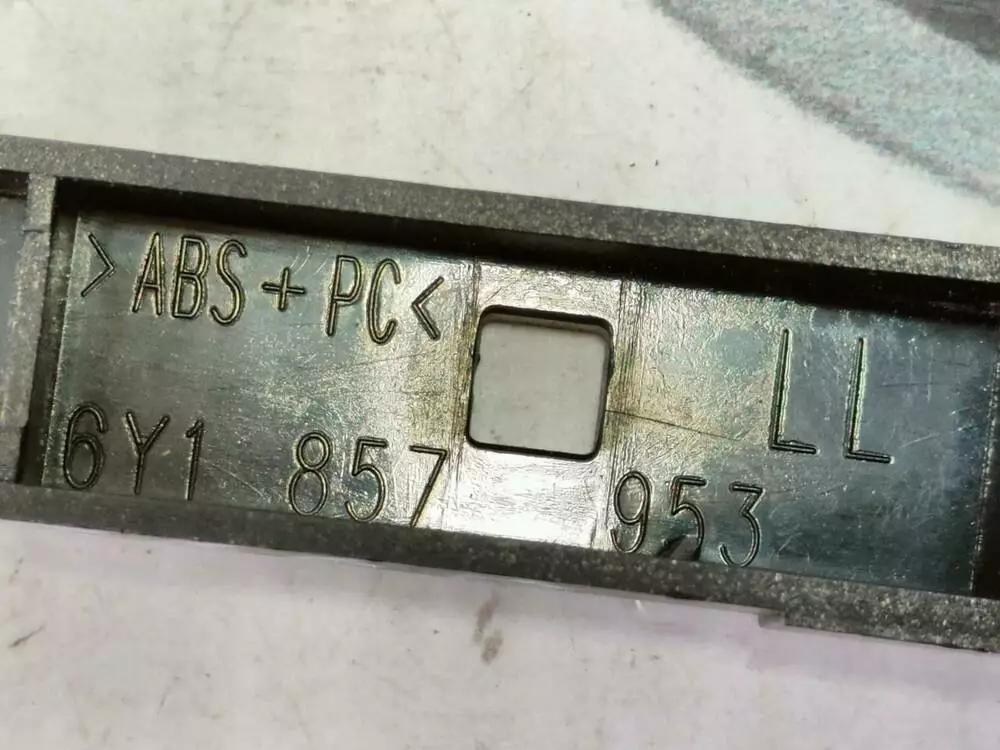 >ABS + PC<
LL
6Y1 857 953